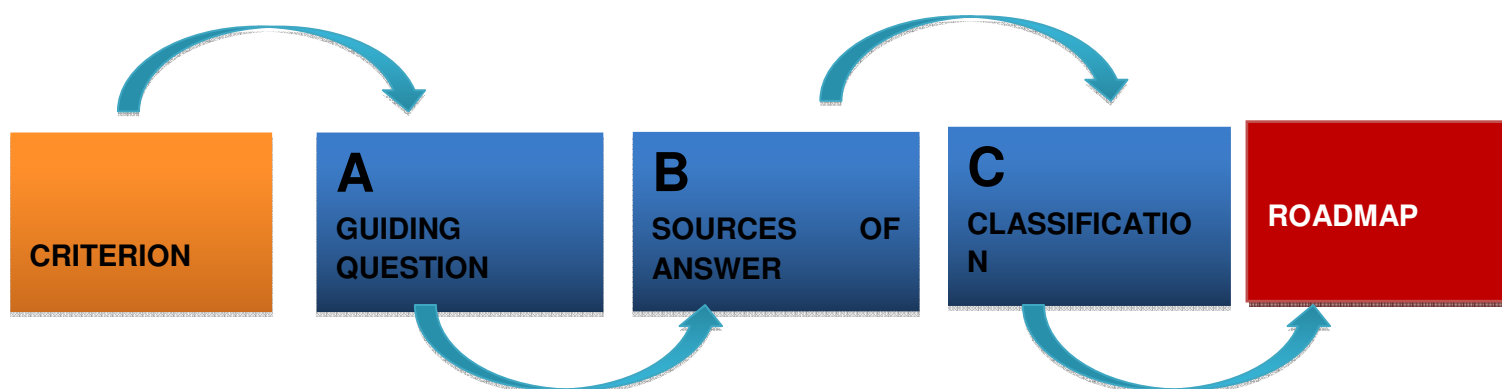 CRITERION
A
GUIDING
QUESTION
B
SOURCES OF
ANSWER
C
CLASSIFICATIO
N
ROADMAP